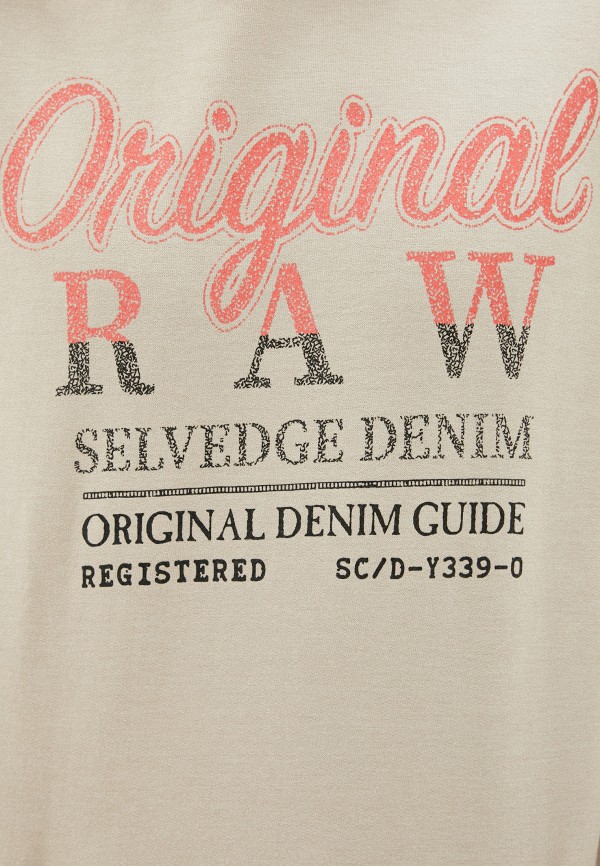 Original
RAW
SELVEDGE DENIM
ORIGINAL DENIM GUIDE
REGISTERED SC/D-Y339-0